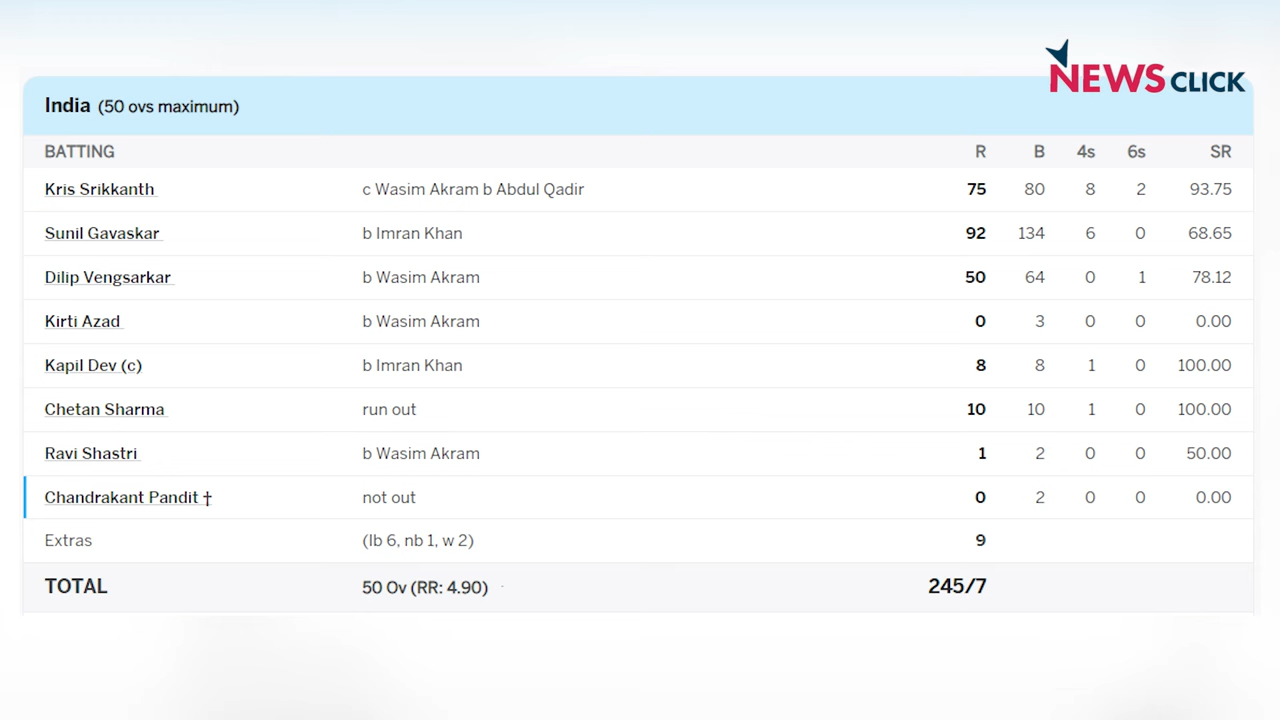 NEWSCLICK
India (50 ovs maximum)
BATTING R B 4s 6s SR
Kris Srikkanth c Wasim Akram b Abdul Qadir 75 80 8 2 93.75
Sunil Gavaskar b Imran Khan 92 134 6 0 68.65
Dilip Vengsarkar b Wasim Akram 50 64 0 1 78.12
Kirti Azad b Wasim Akram 0 3 0 0 0.00
Kapil Dev (c) b Imran Khan 8 8 1 0 100.00
Chetan Sharma run out 10 10 1 0 100.00
Ravi Shastri b Wasim Akram 1 2 0 0 50.00
Chandrakant Pandit † not out 0 2 0 0 0.00
Extras (lb 6, nb 1, w 2) 9
TOTAL 50 Ov (RR: 4.90) 245/7